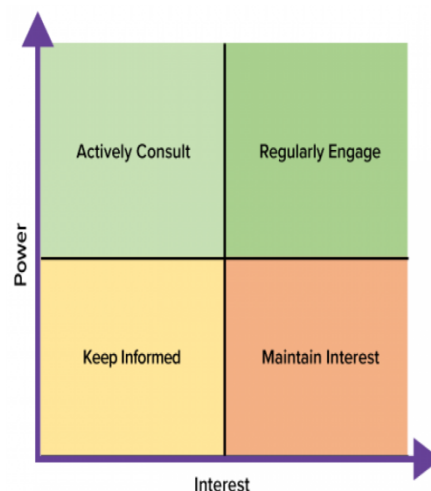 Actively Consult
Regularly Engage
Power
Keep Informed
Maintain Interest
Interest